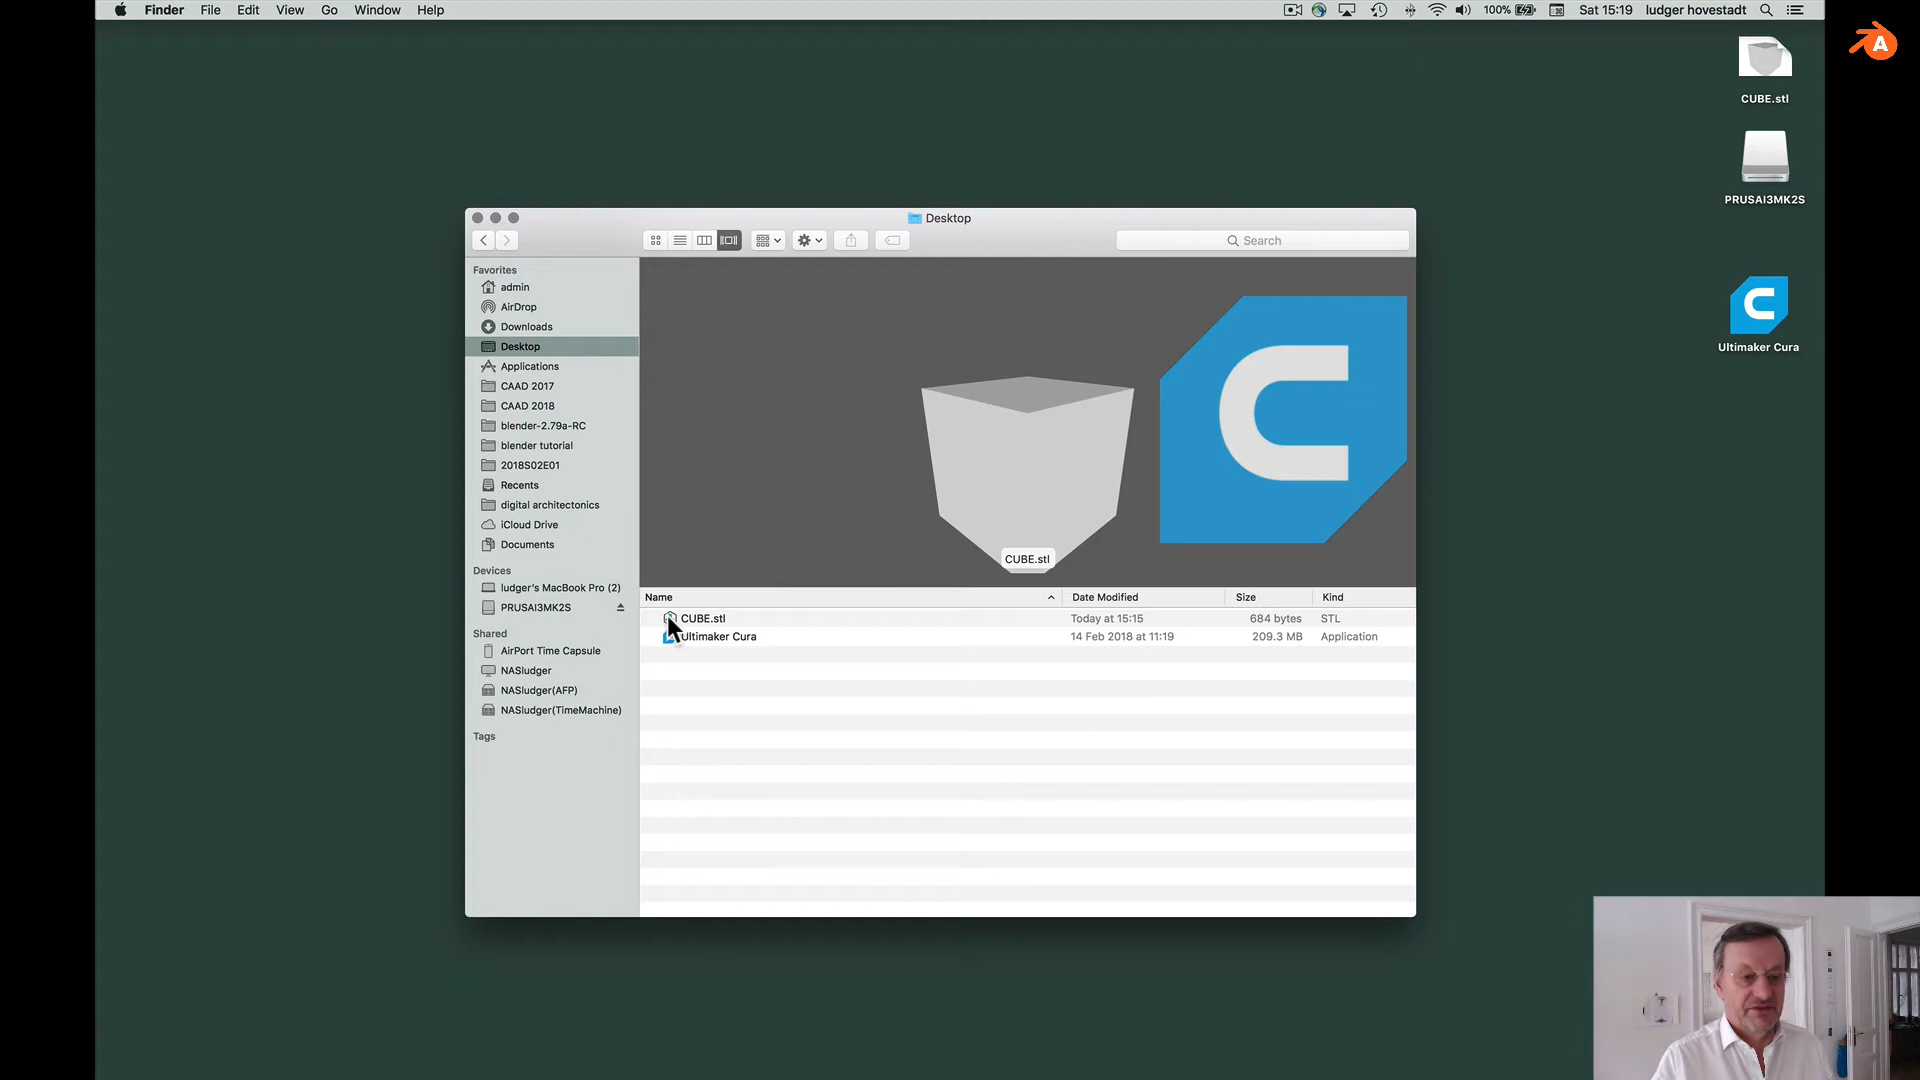 Finder File Edit View Go Window Help
100% Sat 15:19 ludger hovestadt
A
CUBE.stl
PRUSAI3MK2S
Ultimaker Cura
Desktop
Search
Favorites
admin
AirDrop
Downloads
Desktop
Applications
CAAD 2017
CAAD 2018
blender-2.79a-RC
blender tutorial
2018S02E01
Recents
digital architectonics
iCloud Drive
Documents
Devices
ludger's MacBook Pro (2)
PRUSAI3MK2S
Shared
AirPort Time Capsule
NASludger
NASludger(AFP)
NASludger(TimeMachine)
Tags
CUBE.stl
Name Date Modified Size Kind
CUBE.stl Today at 15:15 684 bytes STL
Ultimaker Cura 14 Feb 2018 at 11:19 209.3 MB Application